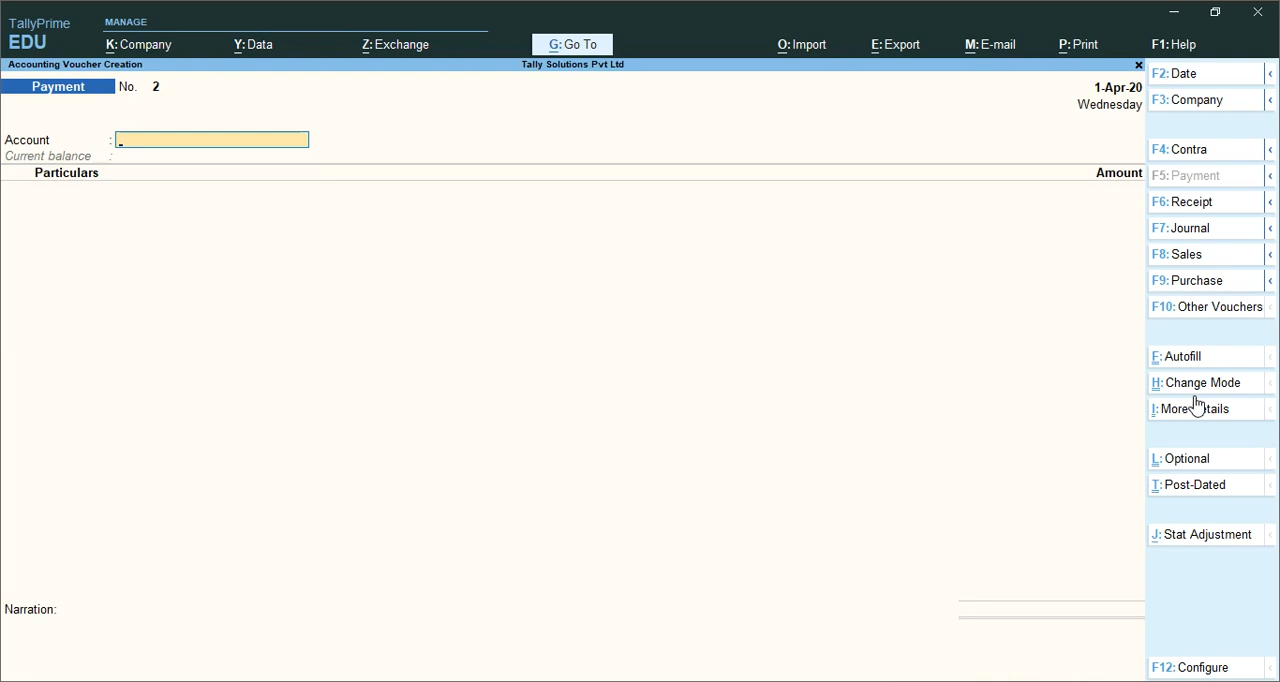 TallyPrime
EDU
MANAGE
K: Company Y: Data Z: Exchange G: Go To O: Import E: Export M: E-mail P: Print F1: Help
Accounting Voucher Creation Tally Solutions Pvt Ltd x
Payment No. 2 1-Apr-20
Wednesday
Account :
Current balance :
Particulars Amount
Narration:
F2: Date
F3: Company
F4: Contra
F5: Payment
F6: Receipt
F7: Journal
F8: Sales
F9: Purchase
F10: Other Vouchers
F: Autofill
H: Change Mode
I: More tails
L: Optional
T: Post-Dated
J: Stat Adjustment
F12: Configure